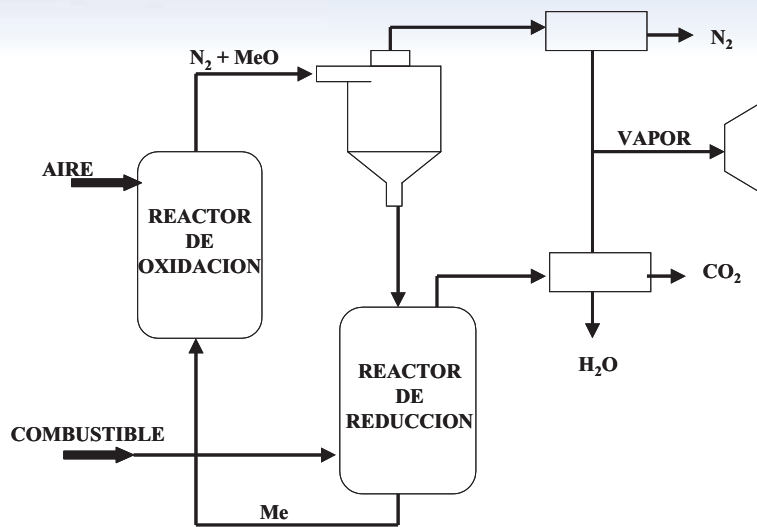 N₂ + MeO
N₂
VAPOR
AIRE
REACTOR
DE
OXIDACION
CO₂
H₂O
REACTOR
DE
REDUCCION
COMBUSTIBLE
Me